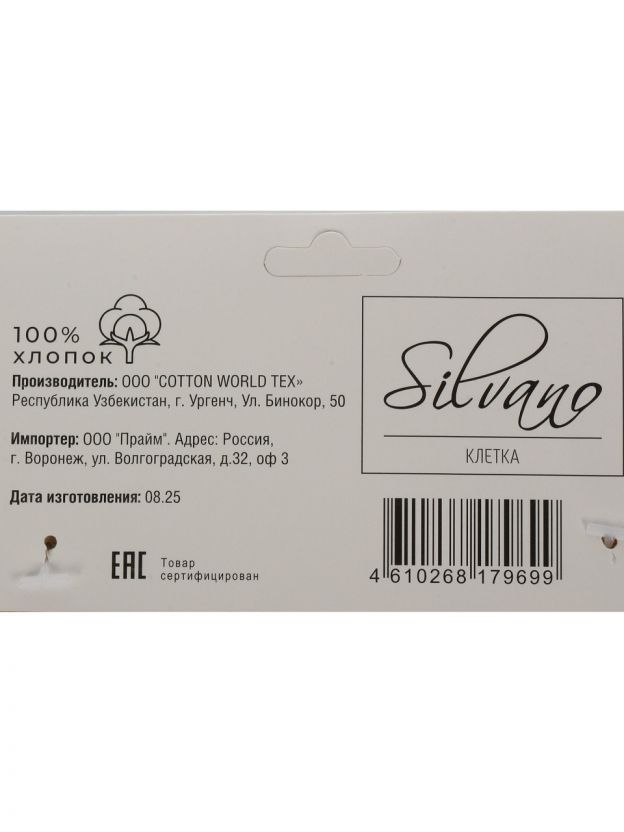 100%
ХЛОПОК
Производитель: ООО "COTTON WORLD TEX»
Республика Узбекистан, г. Ургенч, Ул. Бинокор, 50
Импортер: ООО "Прайм". Адрес: Россия,
г. Воронеж, ул. Волгоградская, д.32, оф 3
Дата изготовления: 08.25
EAC
Товар
сертифицирован
Silvano
КЛЕТКА
4 610268 179699